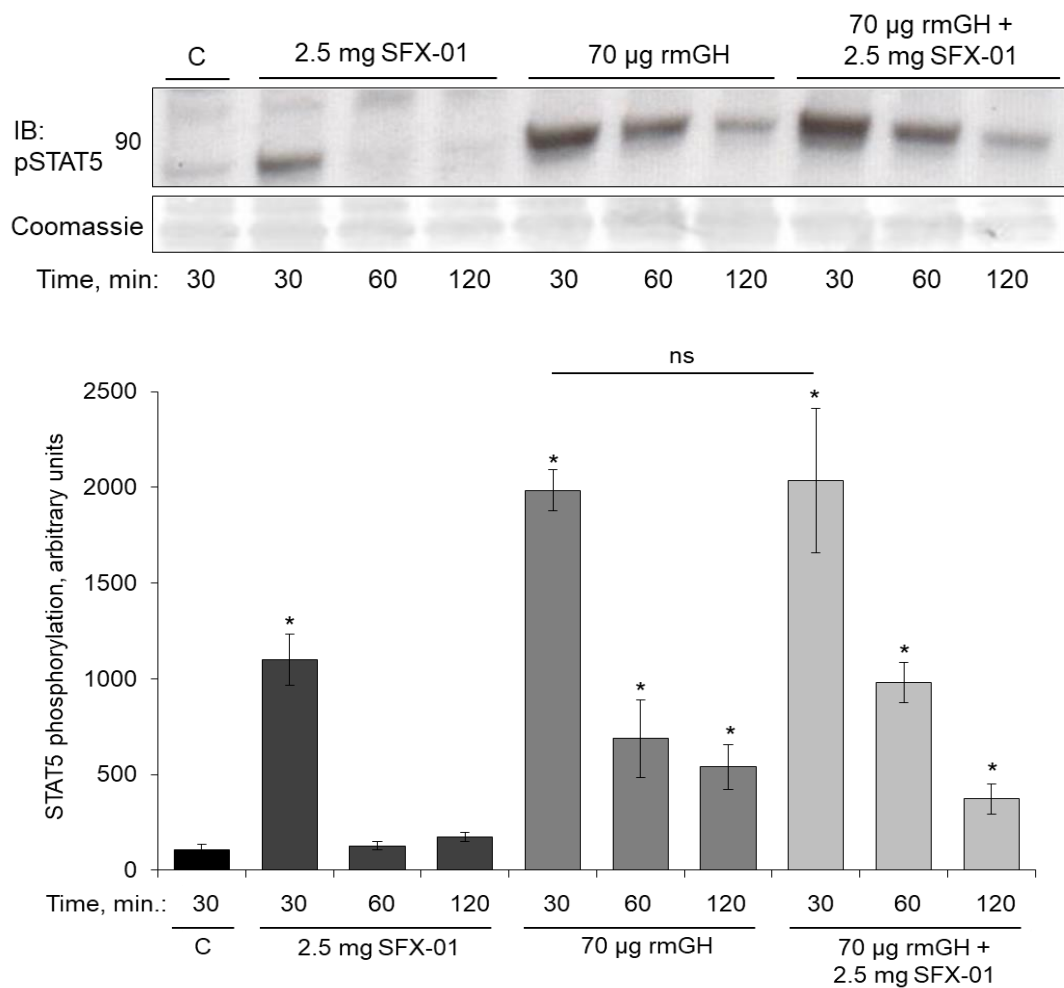 C
2.5 mg SFX-01
70 µg rmGH
70 µg rmGH +
2.5 mg SFX-01
IB:
pSTAT5
90
Coomassie
Time, min: 30 30 60 120 30 60 120 30 60 120
ns
STAT5 phosphorylation, arbitrary units
2500
2000
1500
1000
500
0
* * * * * * *
Time, min.: 30 30 60 120 30 60 120 30 60 120
C
2.5 mg SFX-01
70 µg rmGH
70 µg rmGH +
2.5 mg SFX-01